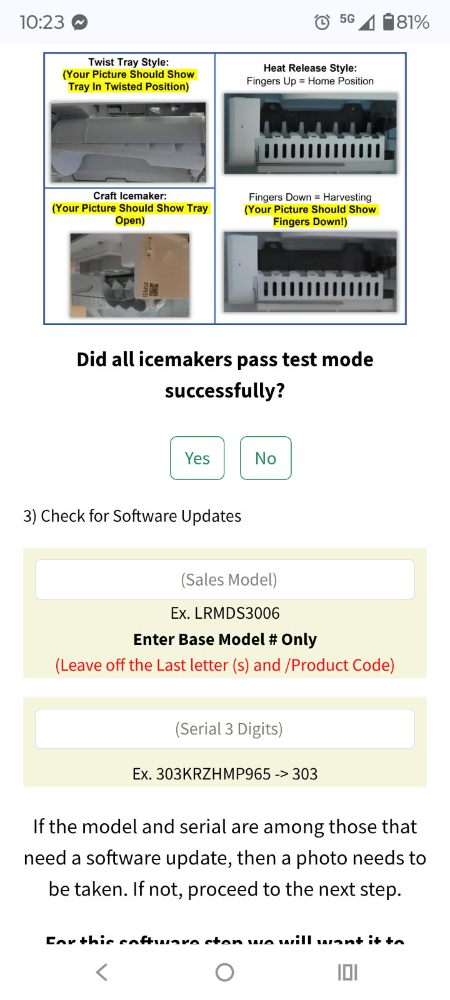 10:23
5G
81%
Twist Tray Style:
(Your Picture Should Show
Tray In Twisted Position)
Heat Release Style:
Fingers Up = Home Position
Craft Icemaker:
(Your Picture Should Show Tray
Open)
Fingers Down = Harvesting
(Your Picture Should Show
Fingers Down!)
Did all icemakers pass test mode
successfully?
Yes
No
3) Check for Software Updates
(Sales Model)
Ex. LRMDS3006
Enter Base Model # Only
(Leave off the Last letter (s) and /Product Code)
(Serial 3 Digits)
Ex. 303KRZHMP965 -> 303
If the model and serial are among those that
need a software update, then a photo needs to
be taken. If not, proceed to the next step.
For this software step we will want it to